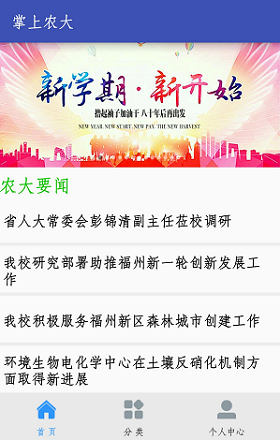 掌上农大
新学期·新开始
撸起袖子加油干 八十年后再出发
NEW YEAR, NEW START, NEW PAY, THE NEW HARVEST
农大要闻
省人大常委会彭锦清副主任莅校调研
我校研究部署助推福州新一轮创新发展工
作
我校积极服务福州新区森林城市创建工作
环境生物电化学中心在土壤反硝化机制方
面取得新进展
首页
分类
个人中心